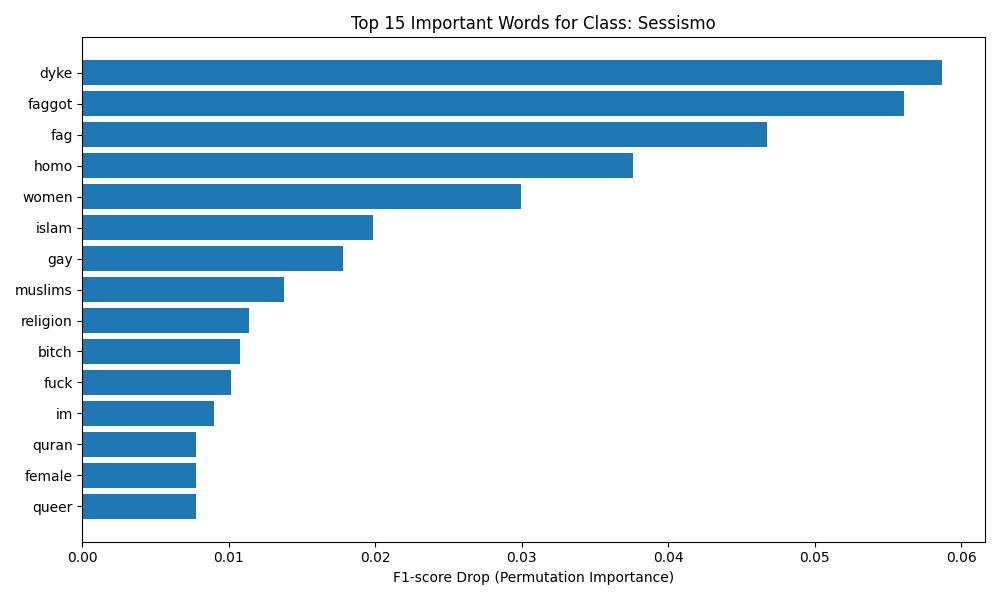 Top 15 Important Words for Class: Sessismo
dyke
faggot
fag
homo
women
islam
gay
muslims
religion
bitch
fuck
im
quran
female
queer
0.00 0.01 0.02 0.03 0.04 0.05 0.06
F1-score Drop (Permutation Importance)